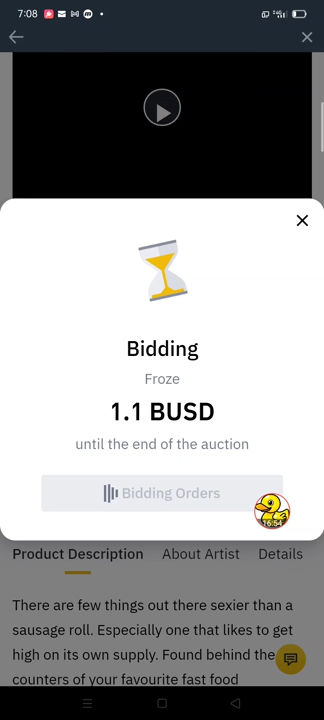 7:08
Bidding
Froze
1.1 BUSD
until the end of the auction
Bidding Orders
16:54
Product Description About Artist Details
There are few things out there sexier than a
sausage roll. Especially one that likes to get
high on its own supply. Found behind the
counters of your favourite fast food